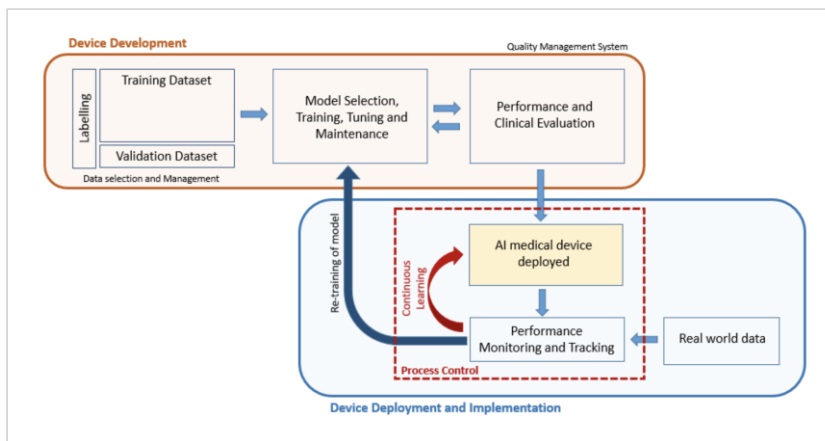 Device Development
Quality Management System
Labelling
Training Dataset
Validation Dataset
Data selection and Management
Model Selection,
Training, Tuning and
Maintenance
Performance and
Clinical Evaluation
Re-training of model
Continuous
Learning
AI medical device
deployed
Performance
Monitoring and Tracking
Real world data
Process Control
Device Deployment and Implementation